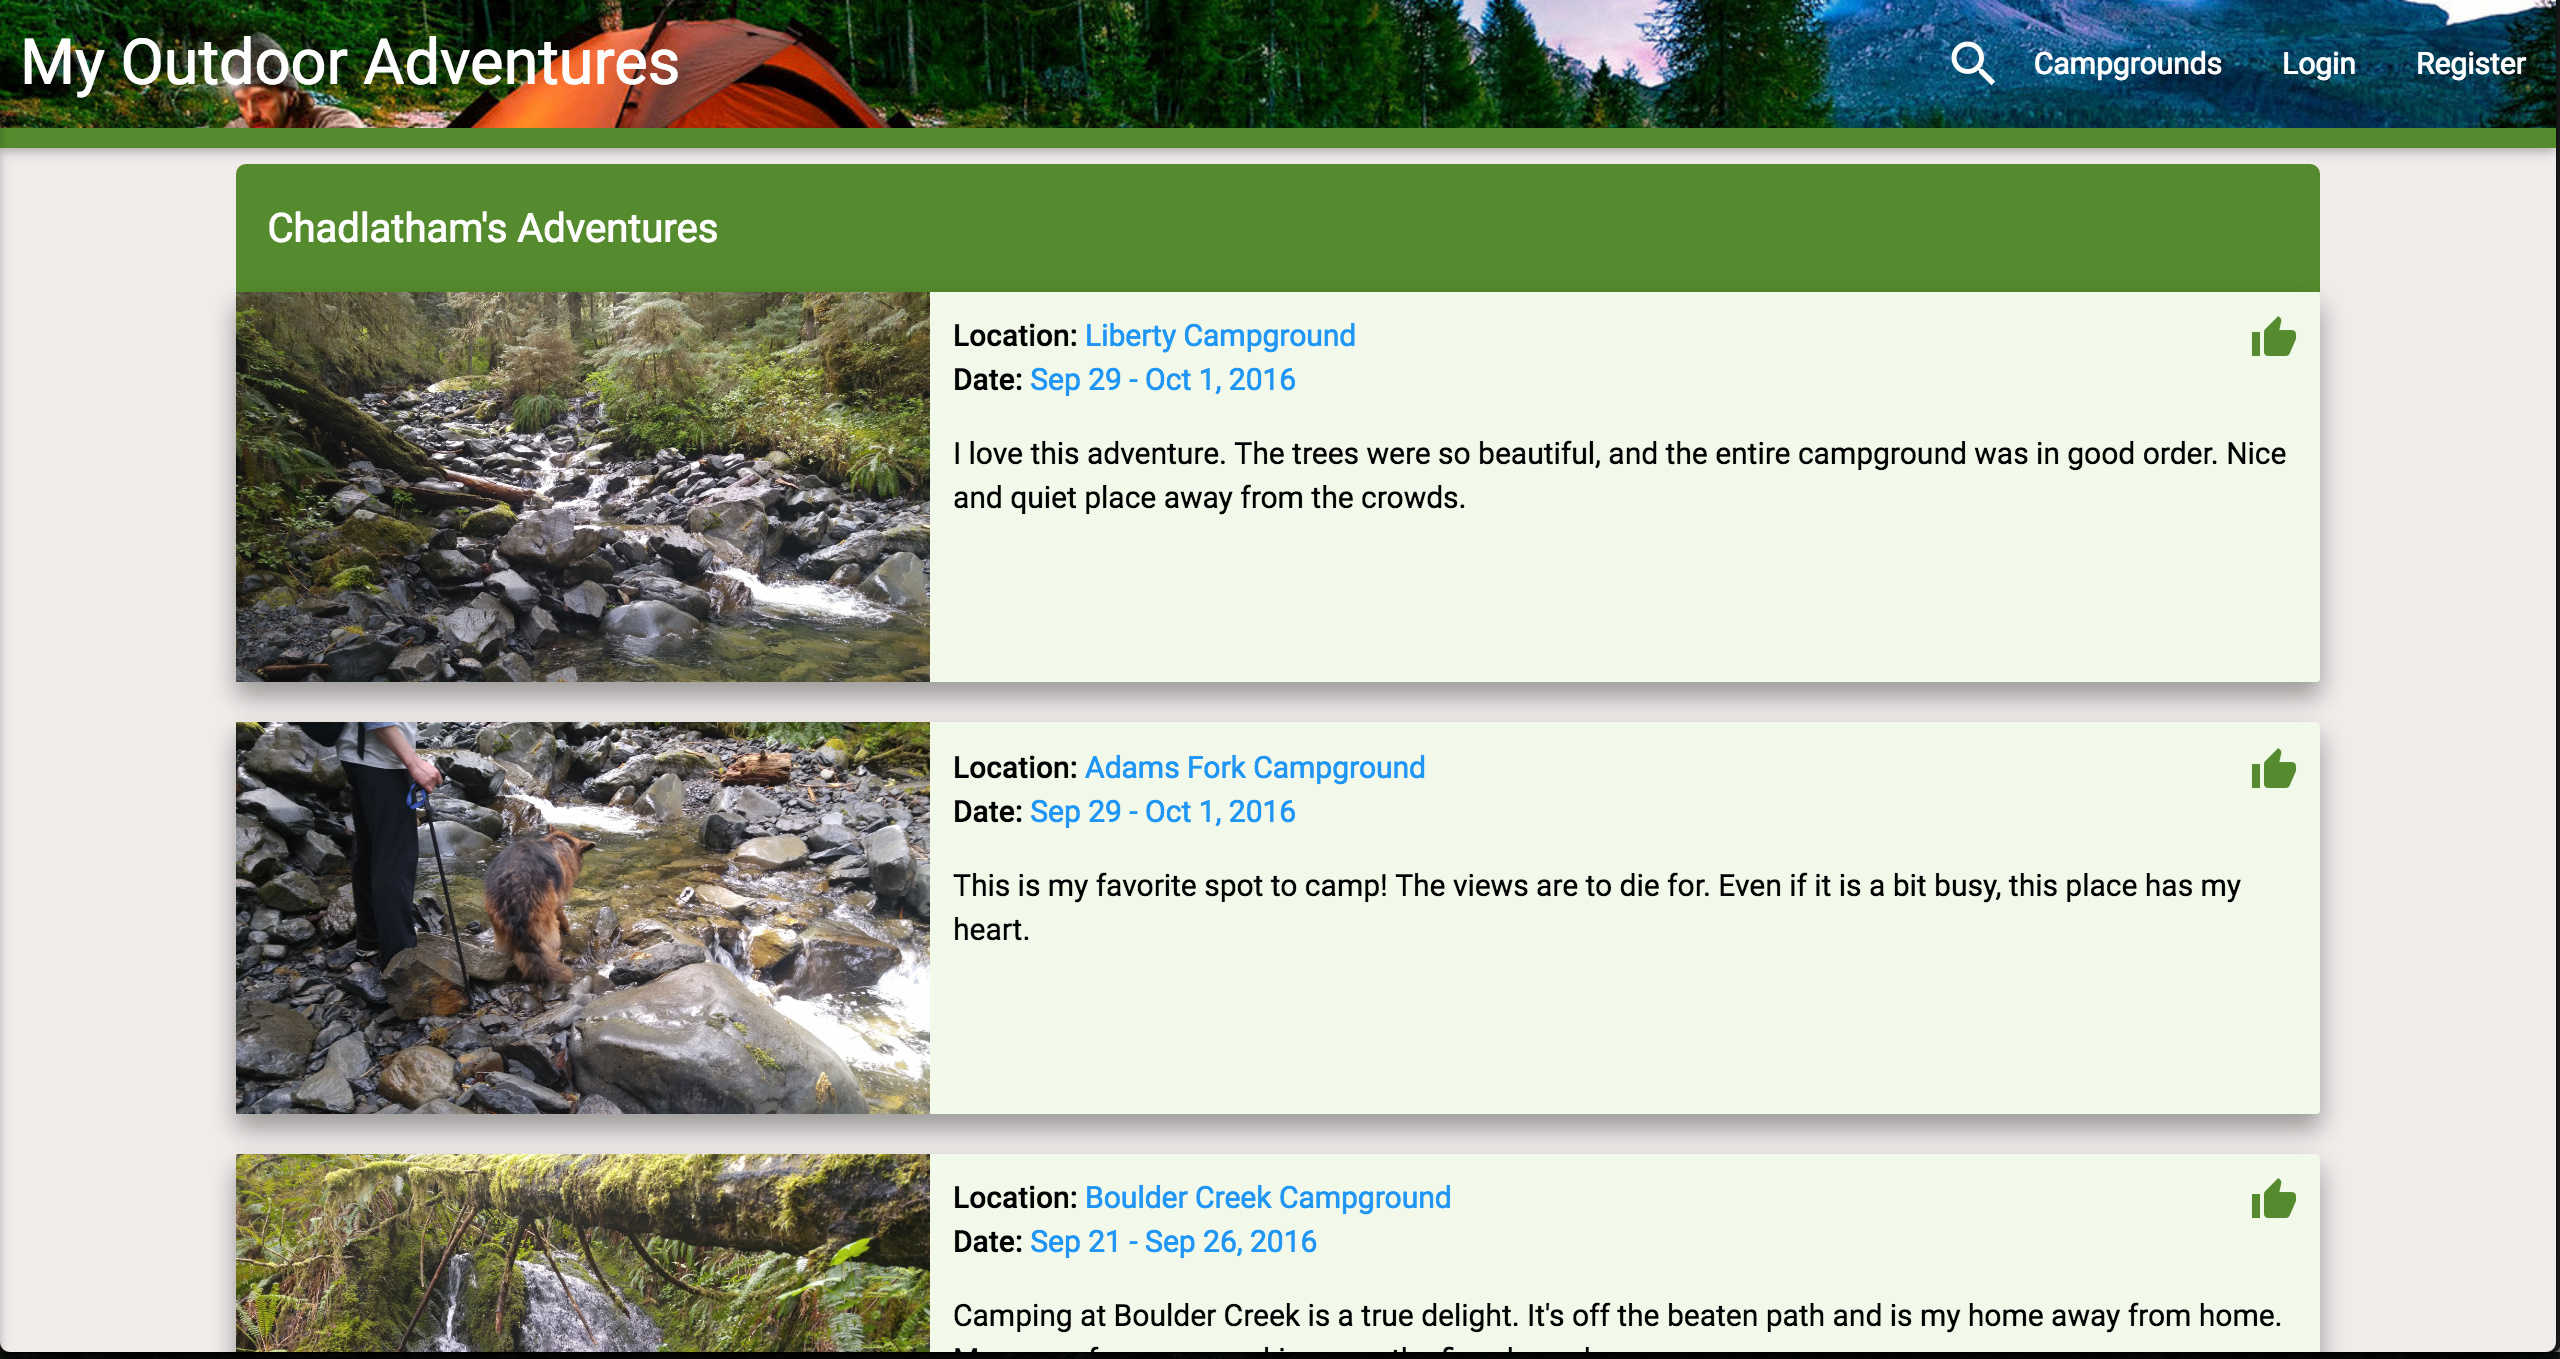 My Outdoor Adventures
Campgrounds Login Register
Chadlatham's Adventures
Location: Liberty Campground
Date: Sep 29 - Oct 1, 2016
I love this adventure. The trees were so beautiful, and the entire campground was in good order. Nice
and quiet place away from the crowds.
Location: Adams Fork Campground
Date: Sep 29 - Oct 1, 2016
This is my favorite spot to camp! The views are to die for. Even if it is a bit busy, this place has my
heart.
Location: Boulder Creek Campground
Date: Sep 21 - Sep 26, 2016
Camping at Boulder Creek is a true delight. It's off the beaten path and is my home away from home.